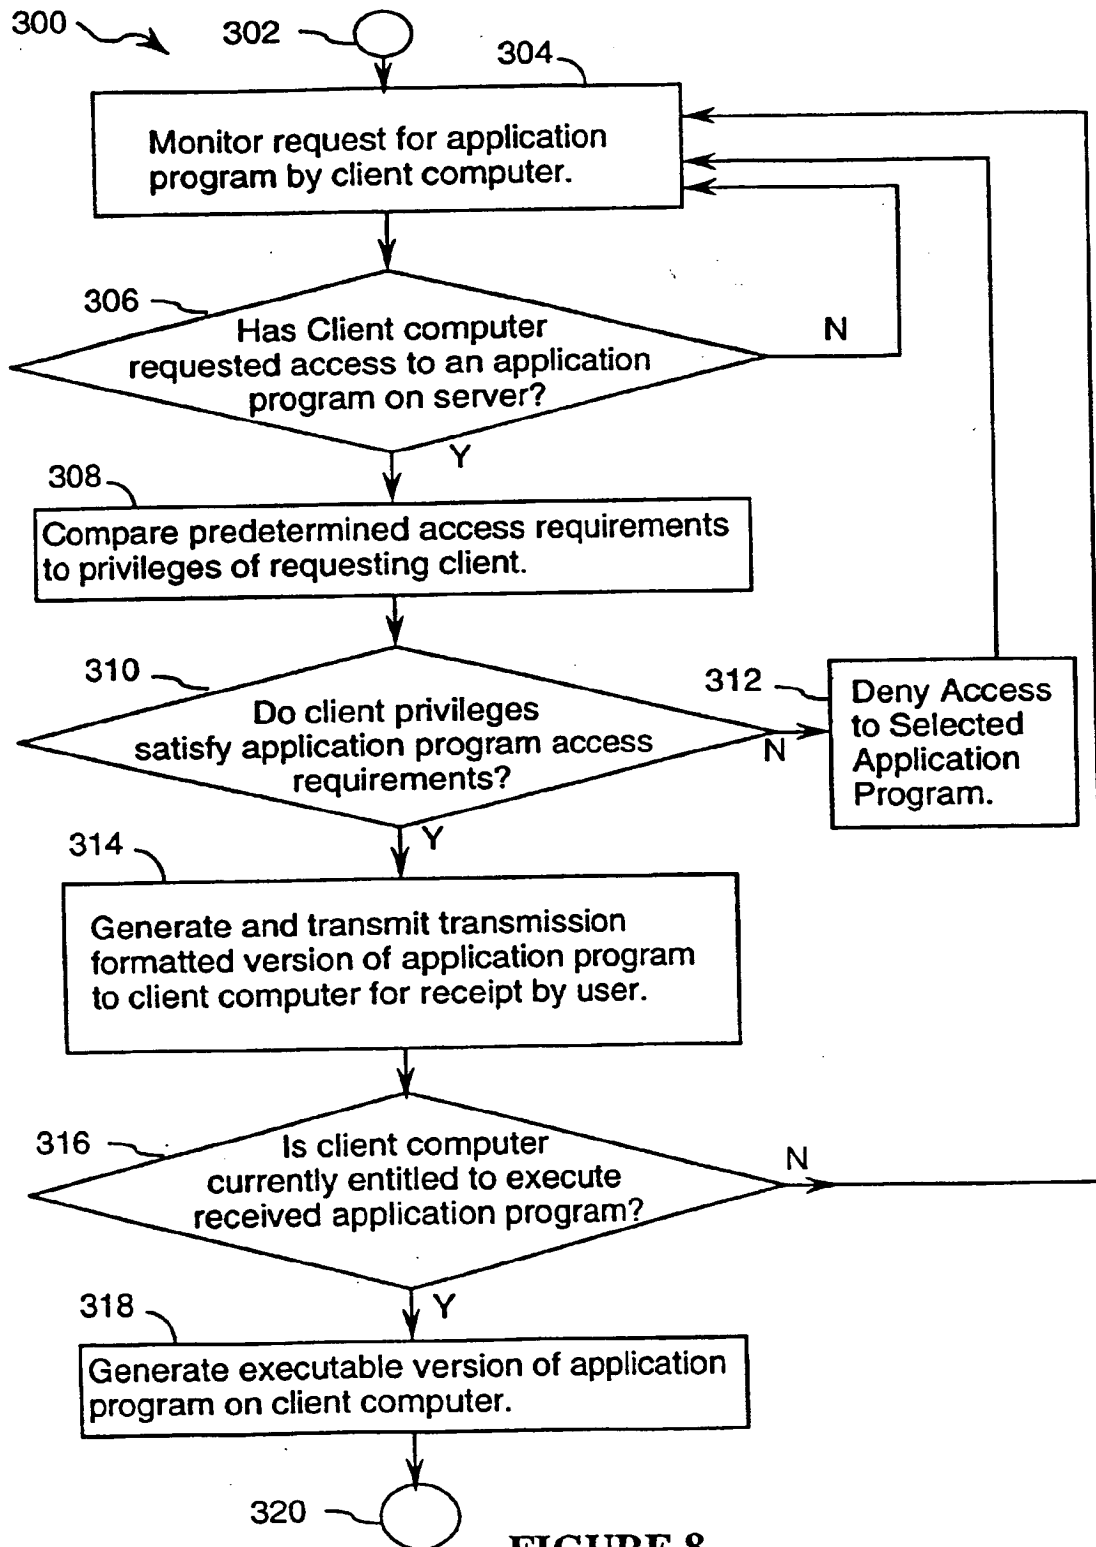 300
302
304
Monitor request for application
program by client computer.
306
Has Client computer
requested access to an application
program on server?
N
Y
308
Compare predetermined access requirements
to privileges of requesting client.
310
Do client privileges
satisfy application program access
requirements?
N
312
Deny Access
to Selected
Application
Program.
Y
314
Generate and transmit transmission
formatted version of application program
to client computer for receipt by user.
316
Is client computer
currently entitled to execute
received application program?
N
Y
318
Generate executable version of application
program on client computer.
320
FIGURE 8